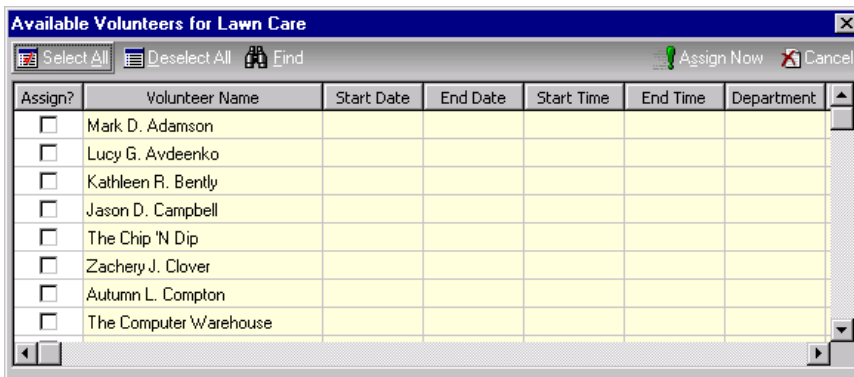 Available Volunteers for Lawn Care
Select All Deselect All Find Assign Now Cancel
Assign? Volunteer Name Start Date End Date Start Time End Time Department
Mark D. Adamson
Lucy G. Avdeenko
Kathleen R. Bently
Jason D. Campbell
The Chip 'N Dip
Zachery J. Clover
Autumn L. Compton
The Computer Warehouse